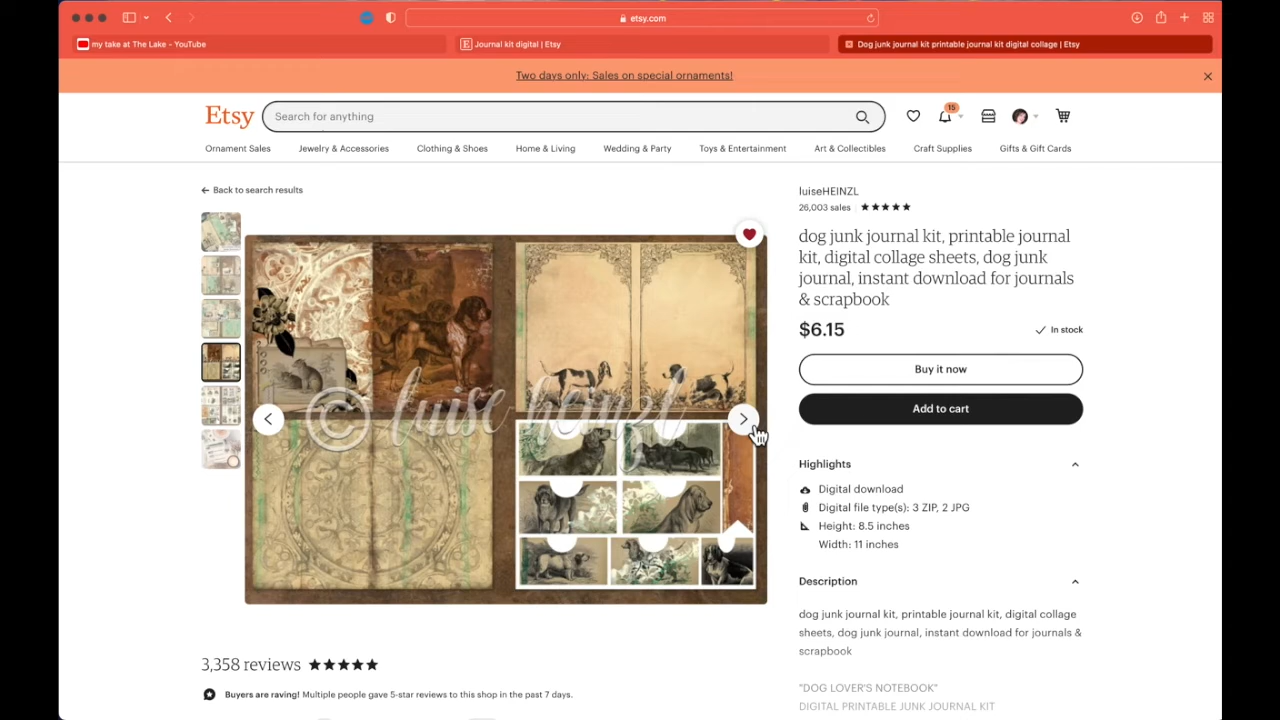 etsy.com
my take at The Lake - YouTube
Journal kit digital | Etsy
Dog junk journal kit printable journal kit digital collage | Etsy
Two days only: Sales on special ornaments!
Etsy
Search for anything
15
Ornament Sales
Jewelry & Accessories
Clothing & Shoes
Home & Living
Wedding & Party
Toys & Entertainment
Art & Collectibles
Craft Supplies
Gifts & Gift Cards
Back to search results
© luise heinzl
luiseHEINZL
26,003 sales
dog junk journal kit, printable journal
kit, digital collage sheets, dog junk
journal, instant download for journals
& scrapbook
$6.15
In stock
Buy it now
Add to cart
Highlights
Digital download
Digital file type(s): 3 ZIP, 2 JPG
Height: 8.5 inches
Width: 11 inches
Description
dog junk journal kit, printable journal kit, digital collage
sheets, dog junk journal, instant download for journals &
scrapbook
"DOG LOVER'S NOTEBOOK"
DIGITAL PRINTABLE JUNK JOURNAL KIT
3,358 reviews
Buyers are raving! Multiple people gave 5-star reviews to this shop in the past 7 days.